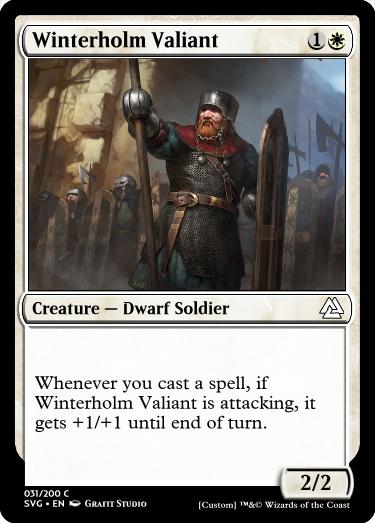 Winterholm Valiant 1
Creature — Dwarf Soldier
Whenever you cast a spell, if
Winterholm Valiant is attacking, it
gets +1/+1 until end of turn.
2/2
031/200 C
SVG • EN Grafit Studio
[Custom] ™&© Wizards of the Coast